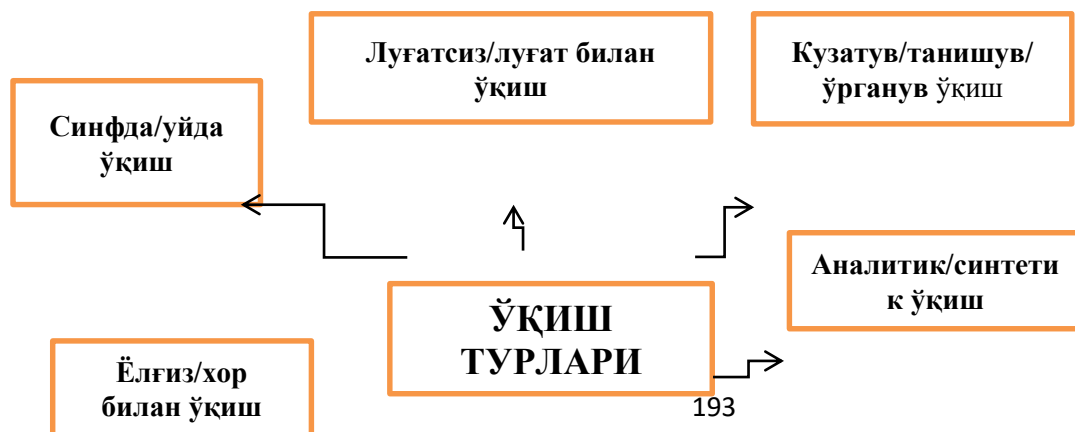 Луғатсиз/луғат билан
ўқиш
Кузатув/танишув/
ўрганув ўқиш
Синфда/уйда
ўқиш
Аналитик/синтети
к ўқиш
ЎҚИШ
ТУРЛАРИ
Ёлғиз/хор
билан ўқиш
193